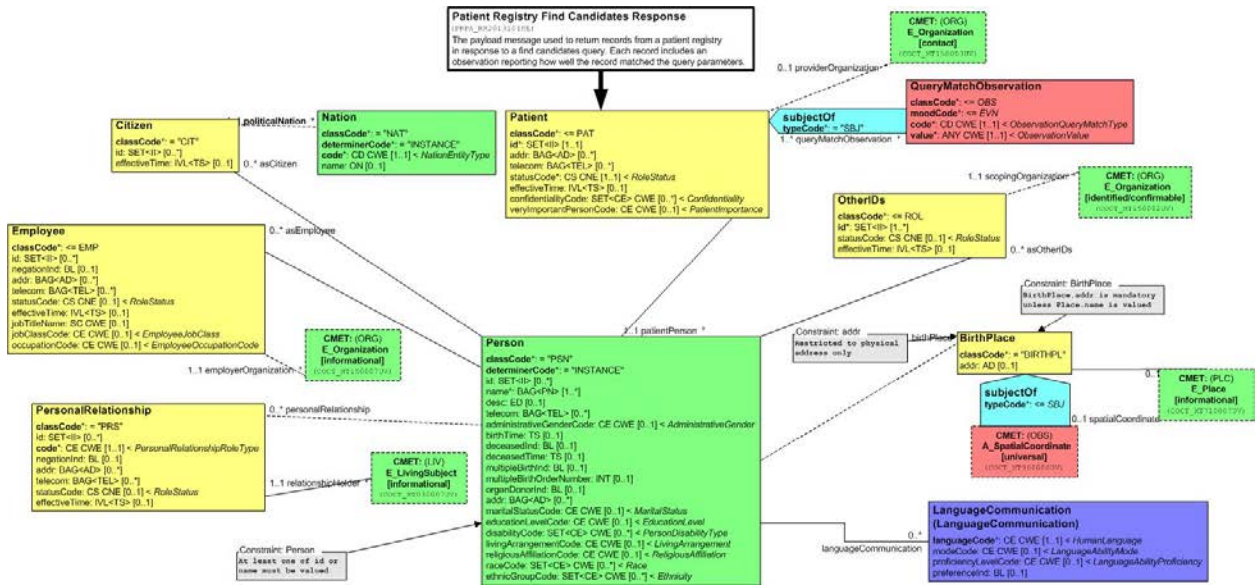 Patient Registry Find Candidates Response
The payload message used to return records from a patient registry
in response to a find candidates query. Each record includes an
observation reporting how well the record matched the query parameters.
CMET: (ORG)
E_Organization
[contact]
0..1 providerOrganization
Citizen
classCode*: = "CIT"
id: SET<II> [0..*]
effectiveTime: IVL<TS> [0..1]
politicalNation *
0..* asCitizen
Nation
classCode*: = "NAT"
determinerCode*: = "INSTANCE"
code*: CD CWE [1..1] < NationEntityType
name: ON [0..1]
Patient
classCode*: <= PAT
id*: SET<II> [1..*]
addr: BAG<AD> [0..*]
telecom: BAG<TEL> [0..*]
statusCode*: CS CNE [1..1] < RoleStatus
effectiveTime: IVL<TS> [0..1]
confidentialityCode: SET<CE> CWE [0..*] < Confidentiality
veryImportantPersonCode: CE CWE [0..1] < PatientImportance
subjectOf
typeCode*: = "SBJ"
1..* queryMatchObservation *
QueryMatchObservation
classCode*: <= OBS
moodCode*: <= EVN
code*: CD CWE [1..1] < ObservationQueryMatchType
value*: ANY CWE [1..1] < ObservationValue
1..1 scopingOrganization
CMET: (ORG)
E_Organization
[identified/confirmable]
OtherIDs
classCode*: <= ROL
id*: SET<II> [1..*]
statusCode: CS CNE [0..1] < RoleStatus
effectiveTime: IVL<TS> [0..1]
0..* asOtherIDs
Employee
classCode*: <= EMP
id: SET<II> [0..*]
negationInd: BL [0..1]
addr: BAG<AD> [0..*]
telecom: BAG<TEL> [0..*]
statusCode: CS CNE [0..1] < RoleStatus
effectiveTime: IVL<TS> [0..1]
jobTitleName: SC CWE [0..1]
jobClassCode: CE CWE [0..1] < EmployeeJobClass
occupationCode: CE CWE [0..1] < EmployeeOccupationCode
0..* asEmployee
1..1 employerOrganization *
CMET: (ORG)
E_Organization
[informational]
Constraint: BirthPlace
BirthPlace.addr is mandatory
unless Place.name is valued
Constraint: addr
Restricted to physical
address only
birthPlace
BirthPlace
classCode*: = "BIRTHPL"
addr: AD [0..1]
subjectOf
typeCode*: <= SBJ
0..1 spatialCoordinate
CMET: (PLC)
E_Place
[informational]
CMET: (OBS)
A_SpatialCoordinate
[universal]
1..1 patientPerson *
Person
classCode*: = "PSN"
determinerCode*: = "INSTANCE"
id: SET<II> [0..*]
name*: BAG<PN> [1..*]
desc: ED [0..1]
telecom: BAG<TEL> [0..*]
administrativeGenderCode: CE CWE [0..1] < AdministrativeGender
birthTime: TS [0..1]
deceasedInd: BL [0..1]
deceasedTime: TS [0..1]
multipleBirthInd: BL [0..1]
multipleBirthOrderNumber: INT [0..1]
organDonorInd: BL [0..1]
addr: BAG<AD> [0..*]
maritalStatusCode: CE CWE [0..1] < MaritalStatus
educationLevelCode: CE CWE [0..1] < EducationLevel
disabilityCode: SET<CE> CWE [0..*] < PersonDisabilityType
livingArrangementCode: CE CWE [0..1] < LivingArrangement
religiousAffiliationCode: CE CWE [0..1] < ReligiousAffiliation
raceCode: SET<CE> CWE [0..*] < Race
ethnicGroupCode: SET<CE> CWE [0..*] < Ethnicity
PersonalRelationship
classCode*: = "PRS"
id: SET<II> [0..*]
code*: CE CWE [1..1] < PersonalRelationshipRoleType
negationInd: BL [0..1]
addr: BAG<AD> [0..*]
telecom: BAG<TEL> [0..*]
statusCode: CS CNE [0..1] < RoleStatus
effectiveTime: IVL<TS> [0..1]
0..* personalRelationship
1..1 relationshipHolder *
CMET: (LIV)
E_LivingSubject
[informational]
Constraint: Person
At least one of id or
name must be valued
0..*
languageCommunication
LanguageCommunication
(LanguageCommunication)
languageCode*: CE CWE [1..1] < HumanLanguage
modeCode: CE CWE [0..1] < LanguageAbilityMode
proficiencyLevelCode: CE CWE [0..1] < LanguageAbilityProficiency
preferenceInd: BL [0..1]